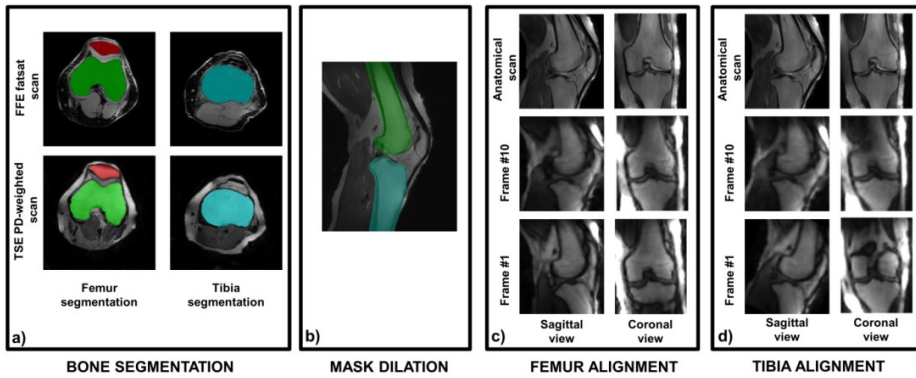 FFE fatsat
scan
TSE PD-weighted
scan
Femur
segmentation
Tibia
segmentation
a)
BONE SEGMENTATION
b)
MASK DILATION
Anatomical
scan
Frame #10
Frame #1
Sagittal
view
Coronal
view
c)
FEMUR ALIGNMENT
Anatomical
scan
Frame #10
Frame #1
Sagittal
view
Coronal
view
d)
TIBIA ALIGNMENT